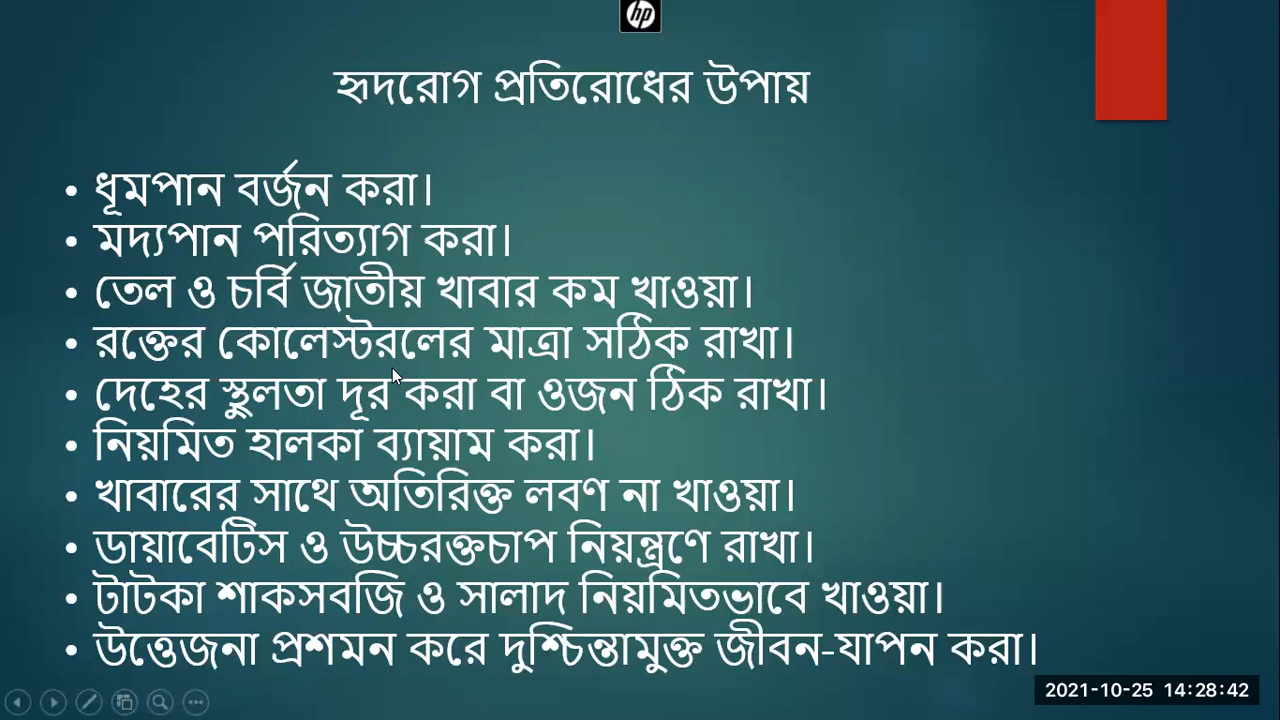 hp
হৃদরোগ প্রতিরোধের উপায়
• ধূমপান বর্জন করা।
• মদ্যপান পরিত্যাগ করা।
• তেল ও চর্বি জাতীয় খাবার কম খাওয়া।
• রক্তের কোলেস্টরলের মাত্রা সঠিক রাখা।
• দেহের স্থুলতা দূর করা বা ওজন ঠিক রাখা।
• নিয়মিত হালকা ব্যায়াম করা।
• খাবারের সাথে অতিরিক্ত লবণ না খাওয়া।
• ডায়াবেটিস ও উচ্চরক্তচাপ নিয়ন্ত্রণে রাখা।
• টাটকা শাকসবজি ও সালাদ নিয়মিতভাবে খাওয়া।
• উত্তেজনা প্রশমন করে দুশ্চিন্তামুক্ত জীবন-যাপন করা।
2021-10-25 14:28:42